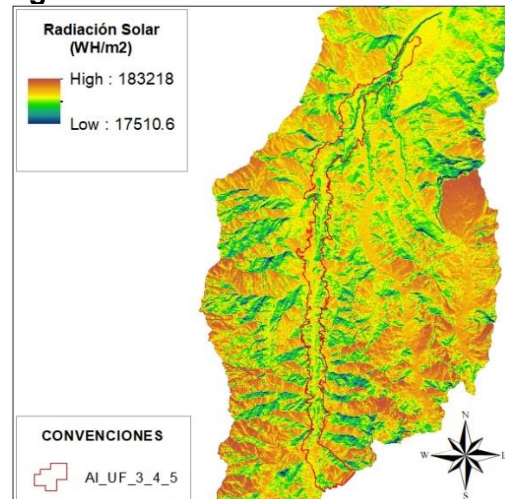 Radiación Solar
(WH/m2)
High : 183218
Low : 17510.6
CONVENCIONES
AI_UF_3_4_5
N
W E
S